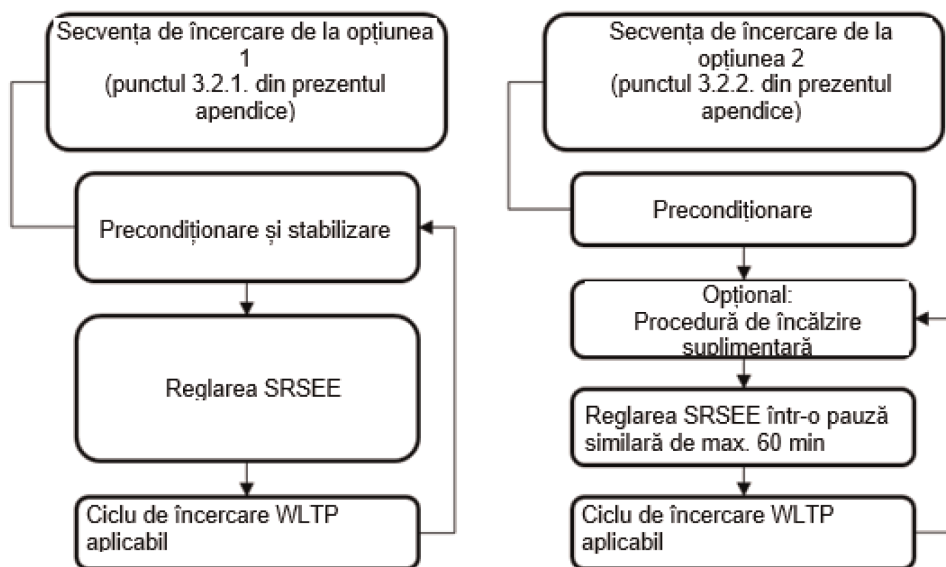 Secvența de încercare de la opțiunea
1
(punctul 3.2.1. din prezentul
apendice)
Precondiționare și stabilizare
Reglarea SRSEE
Ciclu de încercare WLTP
aplicabil
Secvența de încercare de la
opțiunea 2
(punctul 3.2.2. din prezentul
apendice)
Precondiționare
Opțional:
Procedură de încălzire
suplimentară
Reglarea SRSEE într-o pauză
similară de max. 60 min
Ciclu de încercare WLTP
aplicabil